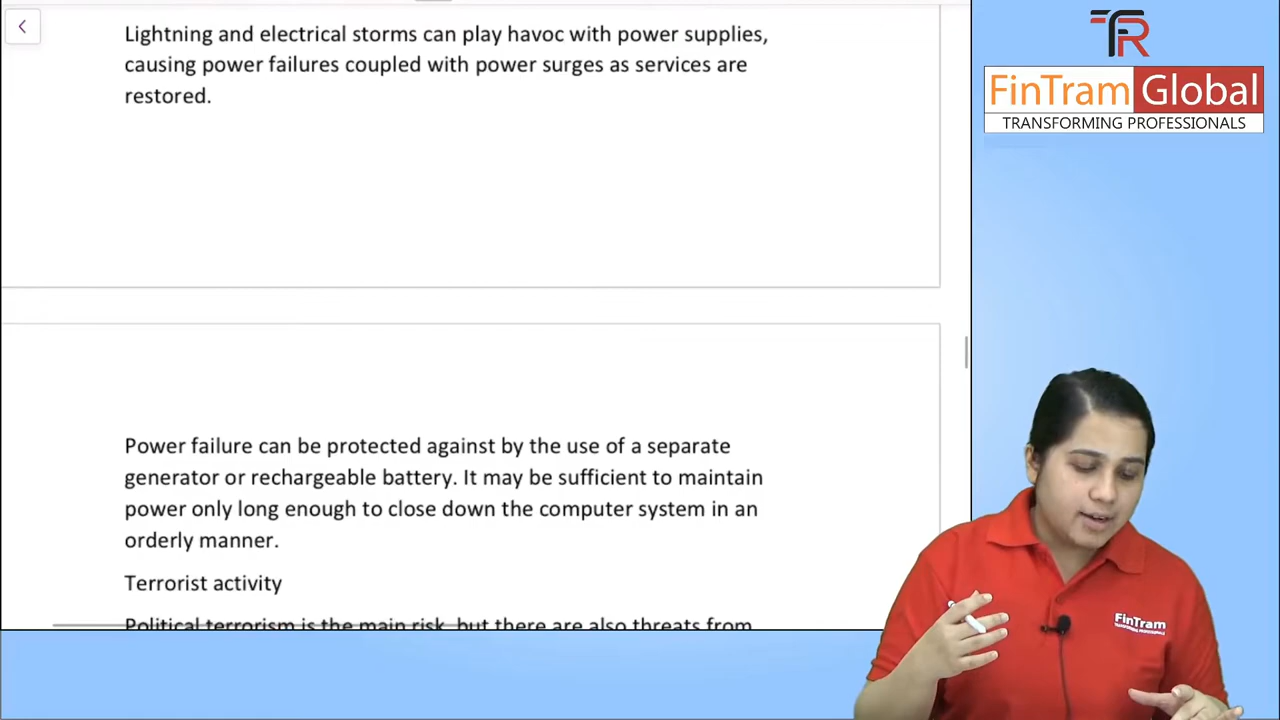 Lightning and electrical storms can play havoc with power supplies,
causing power failures coupled with power surges as services are
restored.
Power failure can be protected against by the use of a separate
generator or rechargeable battery. It may be sufficient to maintain
power only long enough to close down the computer system in an
orderly manner.
Terrorist activity
Political terrorism is the main risk, but there are also threats from
FinTram Global
TRANSFORMING PROFESSIONALS
FinTram
TRANSFORMING PROFESSIONALS